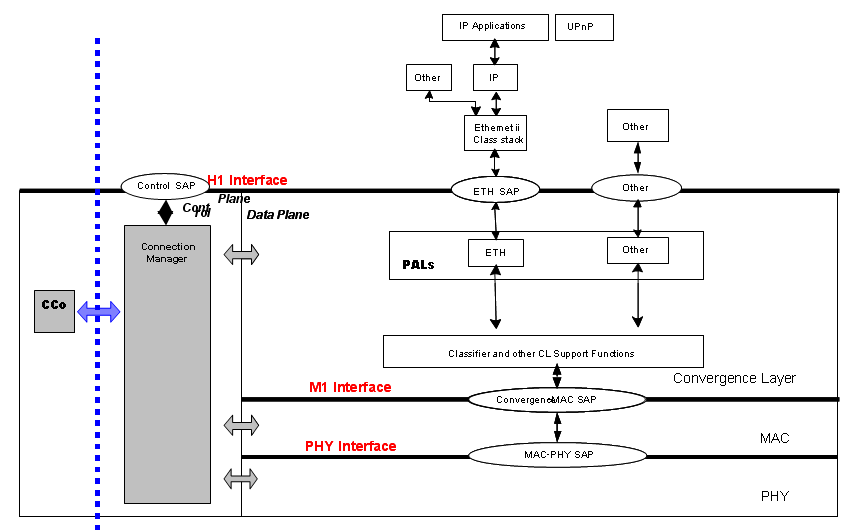 IP Applications
UPnP
Other
IP
Ethernet ii
Class stack
Other
Control SAP
H1 Interface
ETH SAP
Other
Cont
rol
Plane
Data Plane
Connection
Manager
PALs
ETH
Other
CCo
Classifier and other CL Support Functions
Convergence Layer
M1 Interface
Convergence-MAC SAP
MAC
PHY Interface
MAC-PHY SAP
PHY